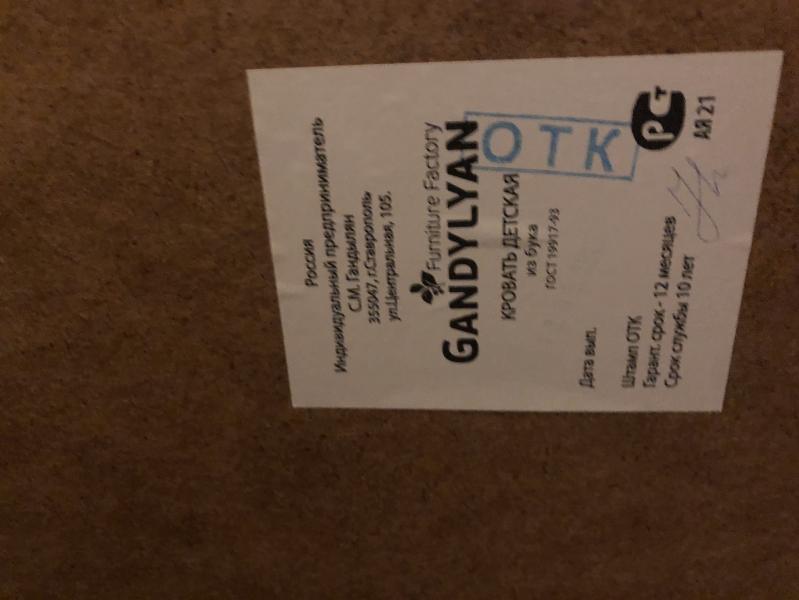 Россия
Индивидуальный предприниматель
С.М. Гандылян
355047, г.Ставрополь
ул.Центральная, 105.
Furniture Factory
GANDYLYAN
ОТК
КРОВАТЬ ДЕТСКАЯ
из бука
ГОСТ 19917-93
РСТ
АЯ 21
Дата вып.
Штамп ОТК
Гарант. срок - 12 месяцев
Срок службы 10 лет